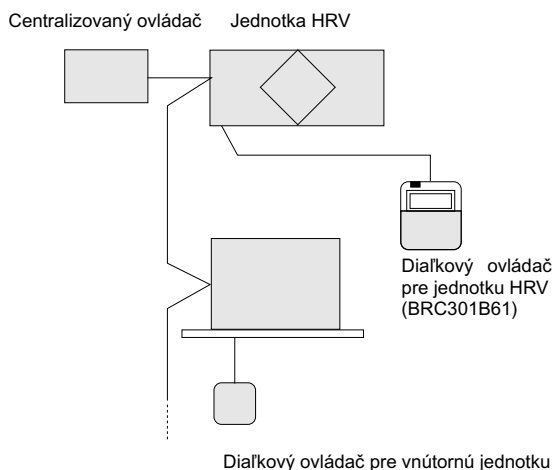 Centralizovaný ovládač
Jednotka HRV
Diaľkový ovládač
pre jednotku HRV
(BRC301B61)
Diaľkový ovládač pre vnútornú jednotku